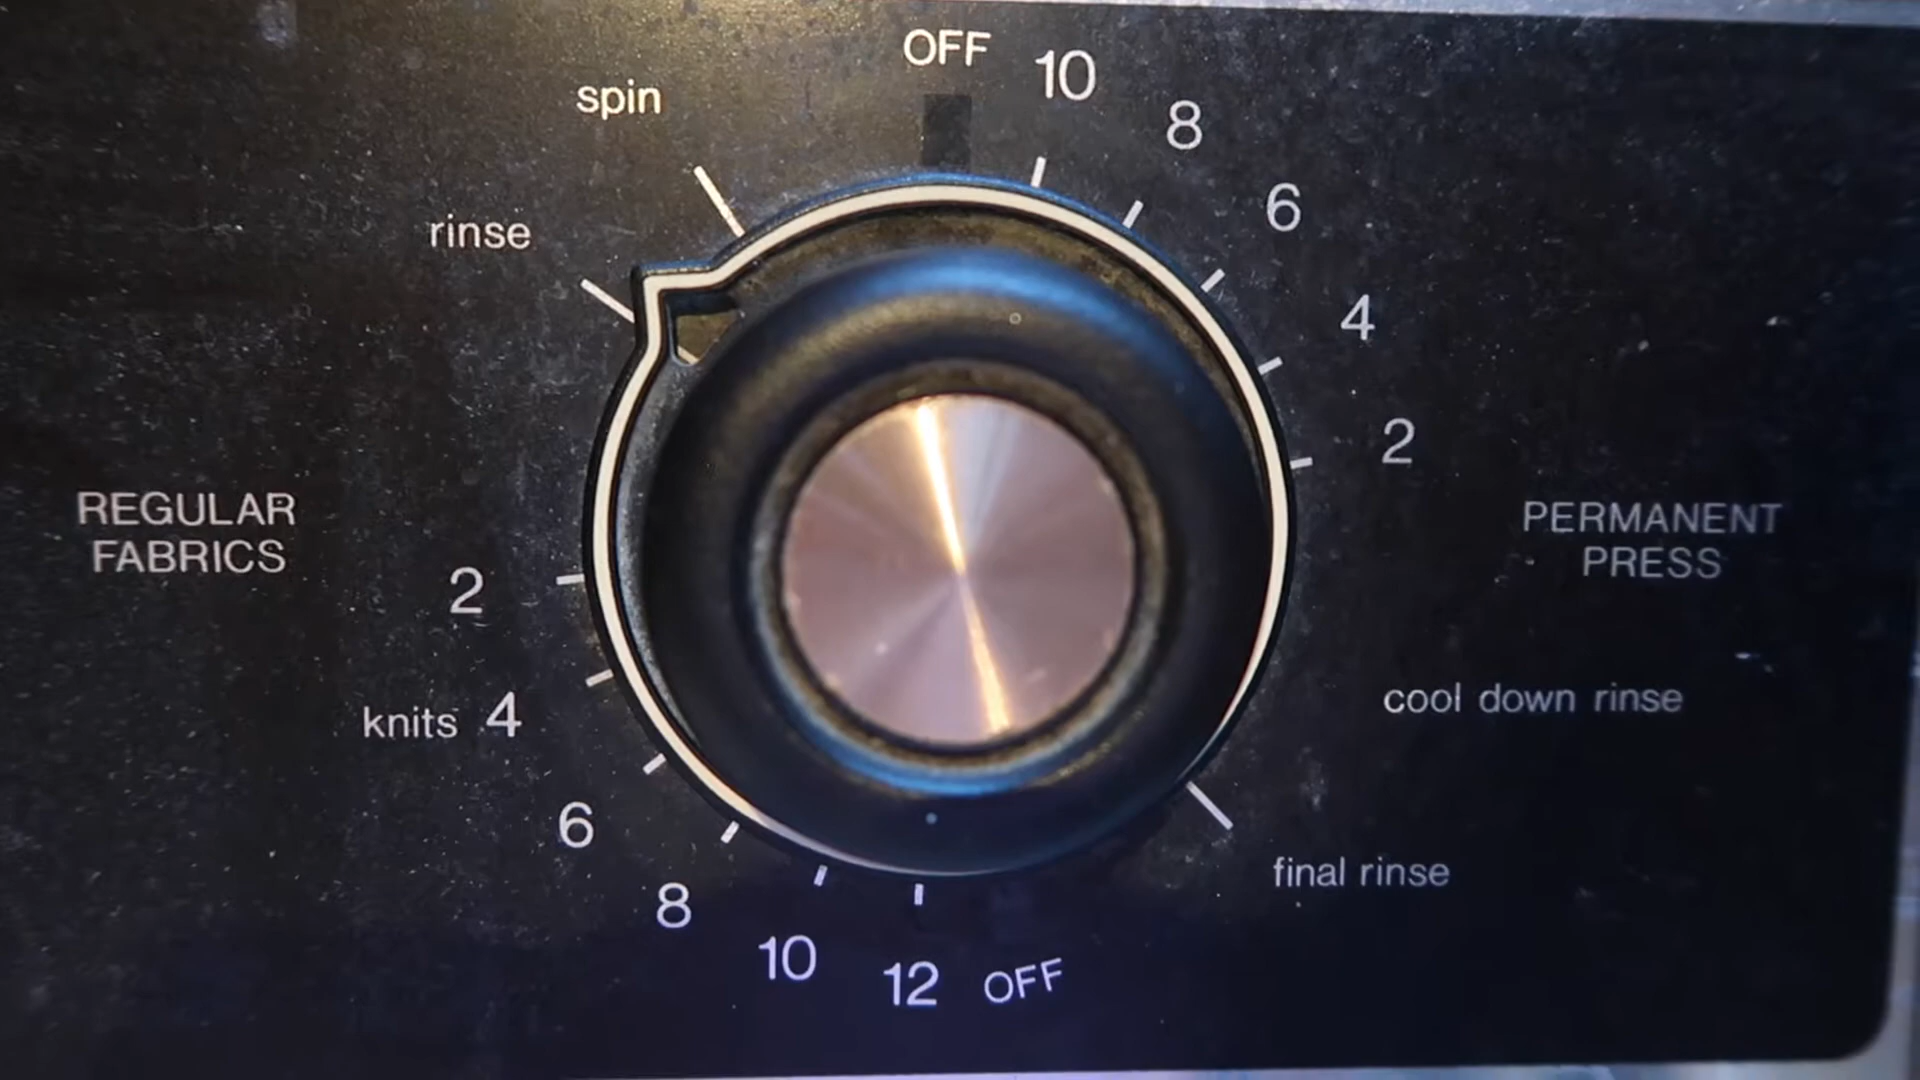 OFF
10
8
6
4
2
PERMANENT
PRESS
cool down rinse
final rinse
OFF
12
10
8
6
knits 4
2
REGULAR
FABRICS
rinse
spin